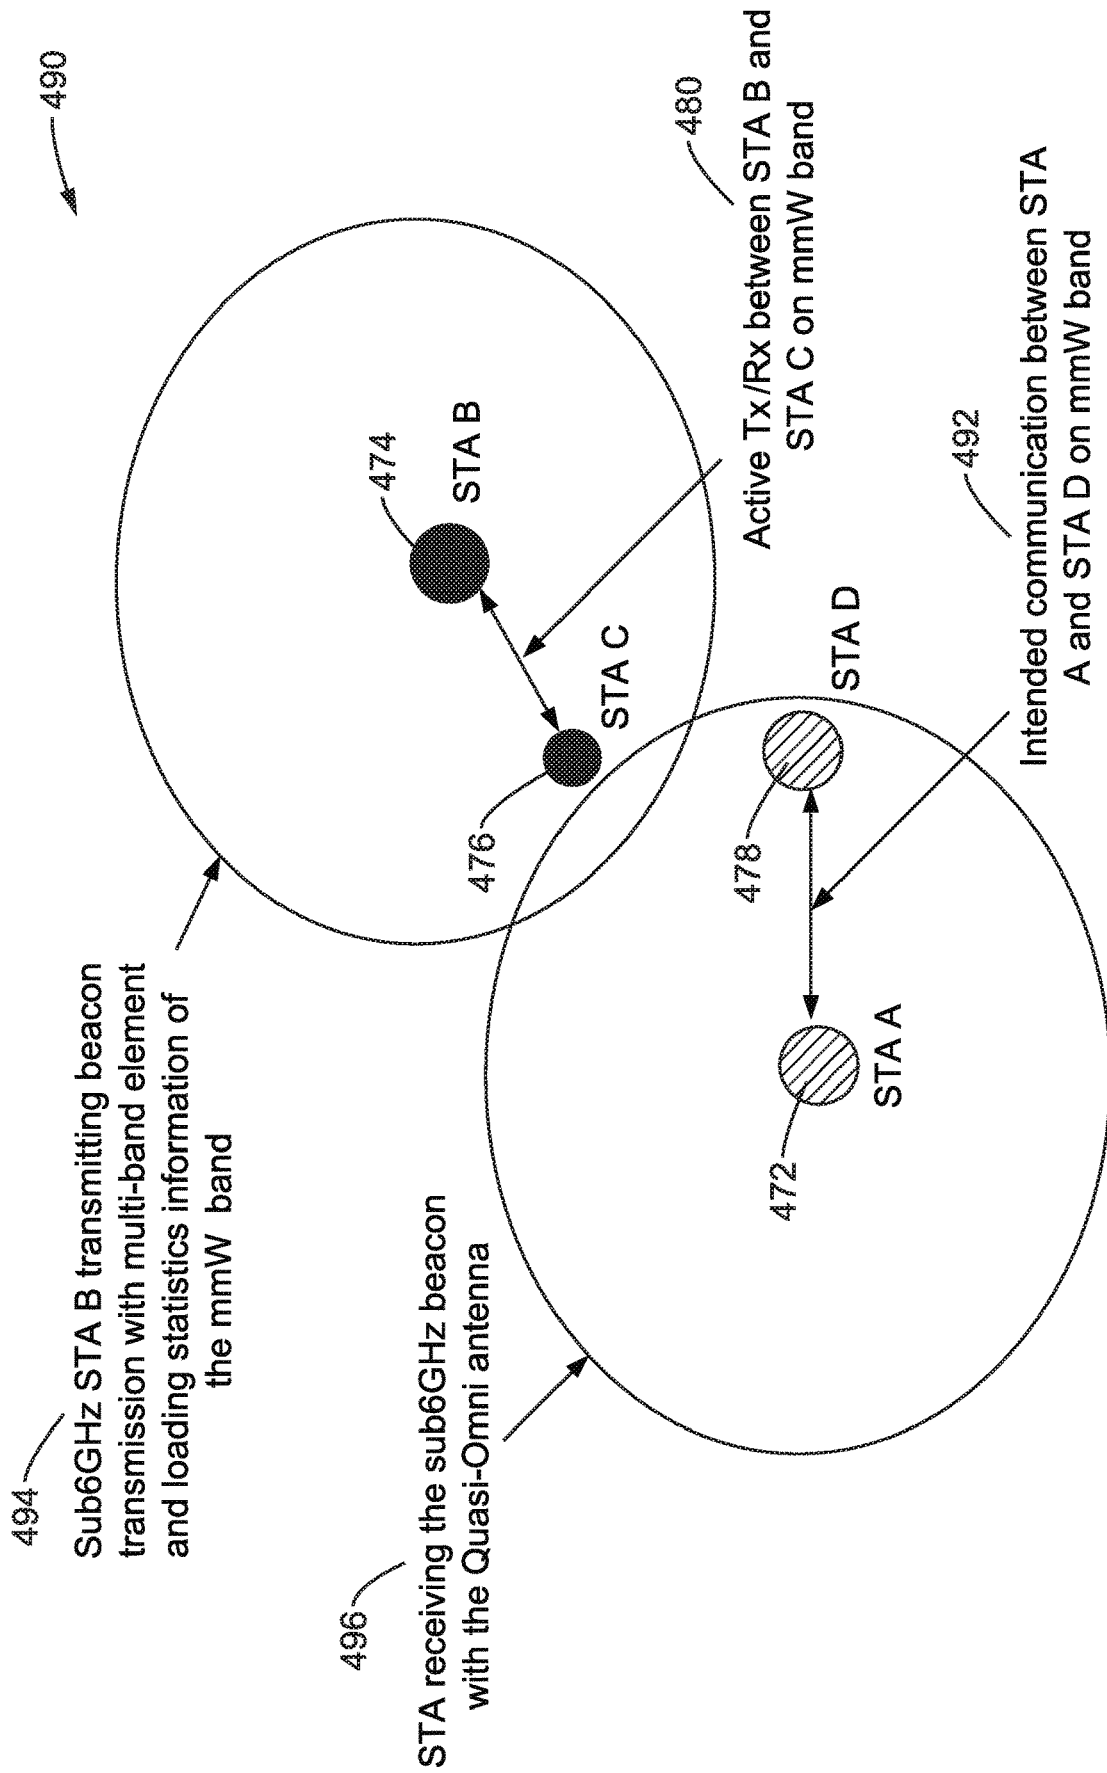 490
494
Sub6GHz STA B transmitting beacon
transmission with multi-band element
and loading statistics information of
the mmW band
496
STA receiving the sub6GHz beacon
with the Quasi-Omni antenna
474
STA B
476
STA C
480
Active Tx/Rx between STA B and
STA C on mmW band
478
STA D
472
STA A
492
Intended communication between STA
A and STA D on mmW band